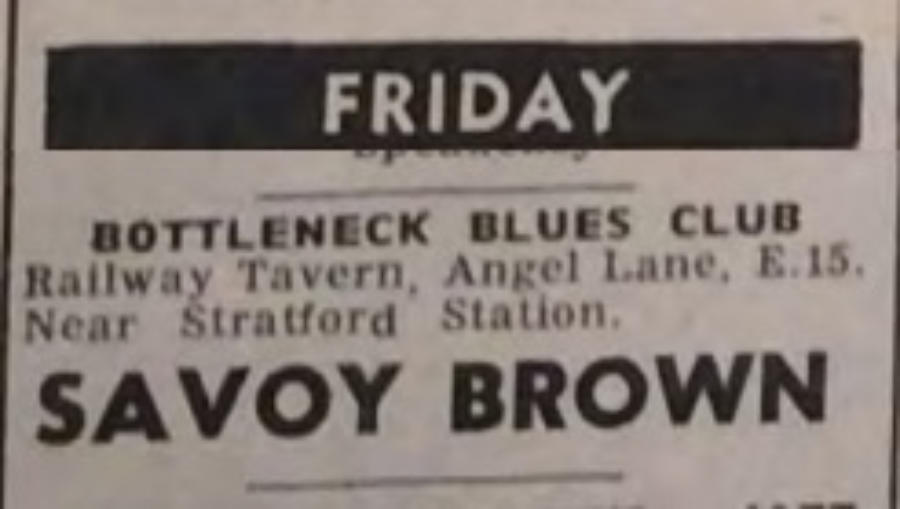 FRIDAY
BOTTLENECK BLUES CLUB
Railway Tavern, Angel Lane, E.15.
Near Stratford Station.
SAVOY BROWN